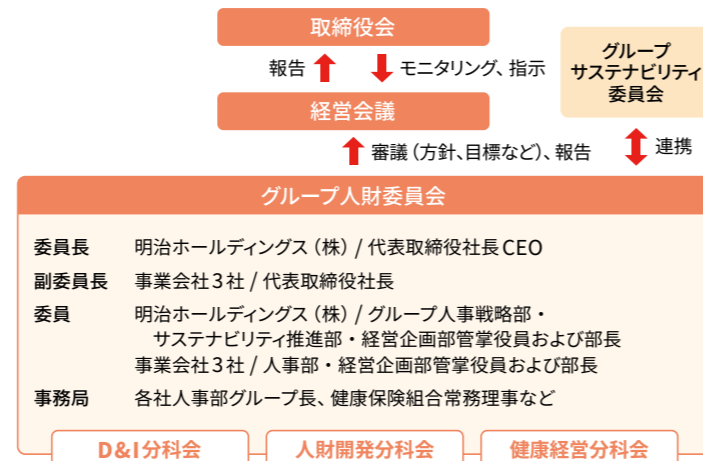 取締役会
報告
モニタリング、指示
グループ
サステナビリティ
委員会
経営会議
審議（方針、目標など）、報告
連携
グループ人財委員会
委員長 明治ホールディングス（株）/ 代表取締役社長CEO
副委員長 事業会社3社 / 代表取締役社長
委員 明治ホールディングス（株）/ グループ人事戦略部・
サステナビリティ推進部・経営企画部管掌役員および部長
事業会社3社 / 人事部・経営企画部管掌役員および部長
事務局 各社人事部グループ長、健康保険組合常務理事など
D&I分科会
人財開発分科会
健康経営分科会